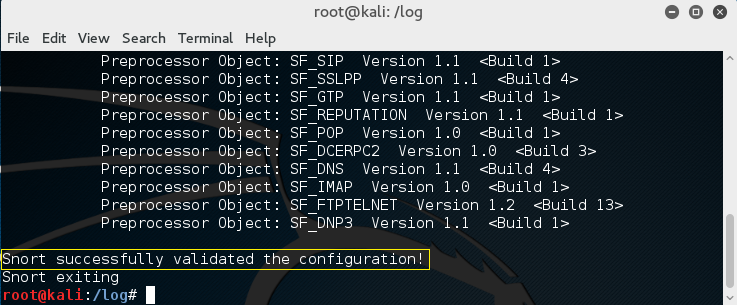 root@kali: /log
File Edit View Search Terminal Help
Preprocessor Object: SF_SIP Version 1.1 <Build 1>
Preprocessor Object: SF_SSLPP Version 1.1 <Build 4>
Preprocessor Object: SF_GTP Version 1.1 <Build 1>
Preprocessor Object: SF_REPUTATION Version 1.1 <Build 1>
Preprocessor Object: SF_POP Version 1.0 <Build 1>
Preprocessor Object: SF_DCERPC2 Version 1.0 <Build 3>
Preprocessor Object: SF_DNS Version 1.1 <Build 4>
Preprocessor Object: SF_IMAP Version 1.0 <Build 1>
Preprocessor Object: SF_FTPTELNET Version 1.2 <Build 13>
Preprocessor Object: SF_DNP3 Version 1.1 <Build 1>
Snort successfully validated the configuration!
Snort exiting
root@kali:/log#